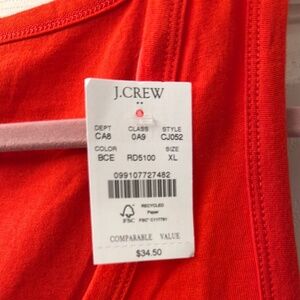 J.CREW
DEPT CLASS STYLE
CA8 0A9 CJ052
COLOR SIZE
BCE RD5100 XL
099107727482
RECYCLED
Paper
FSC
COMPARABLE VALUE
$34.50